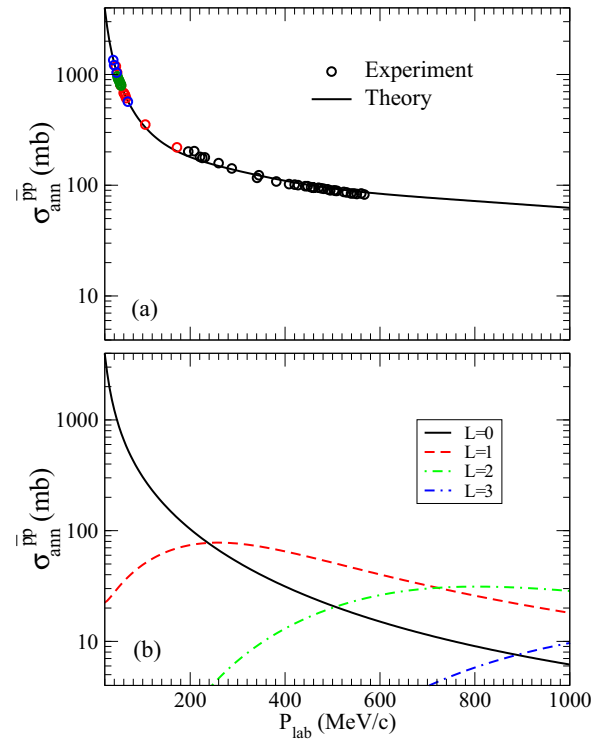 1000
100
10
σ_ann^p̄p (mb)
Experiment
Theory
(a)
1000
100
10
σ_ann^p̄p (mb)
L=0
L=1
L=2
L=3
(b)
200 400 600 800 1000
P_lab (MeV/c)